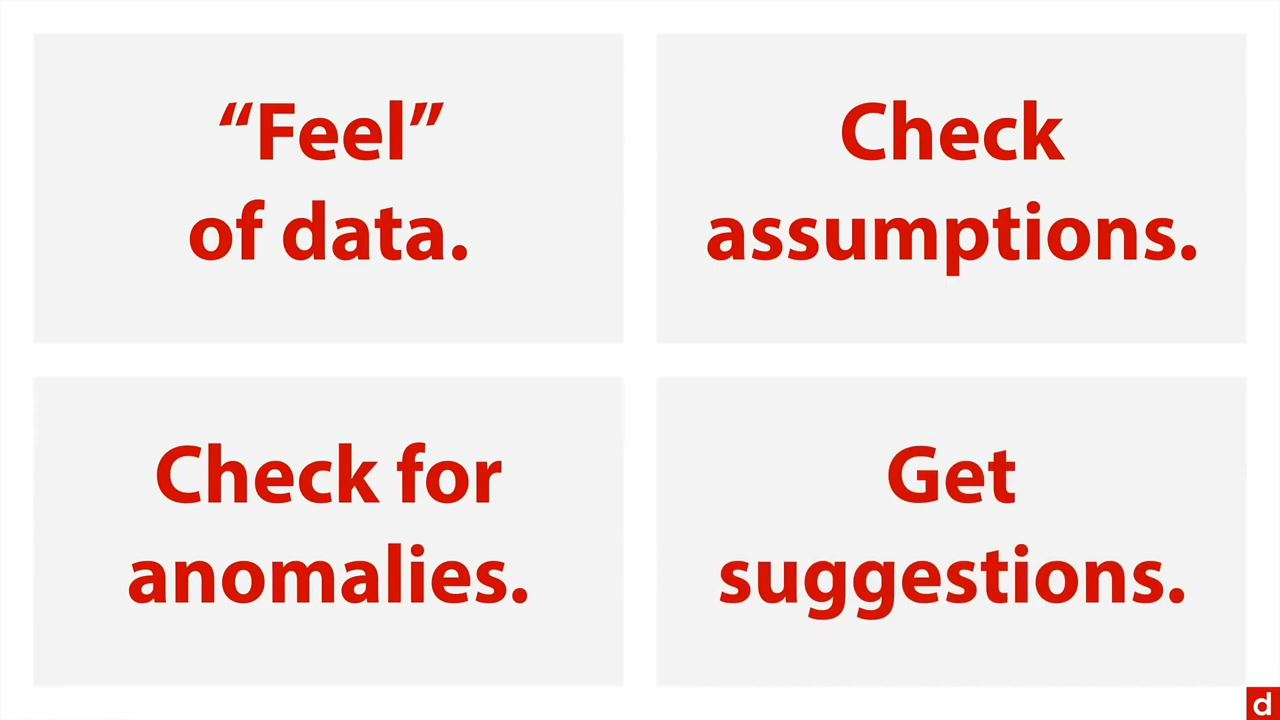 “Feel”
of data.
Check
assumptions.
Check for
anomalies.
Get
suggestions.
d